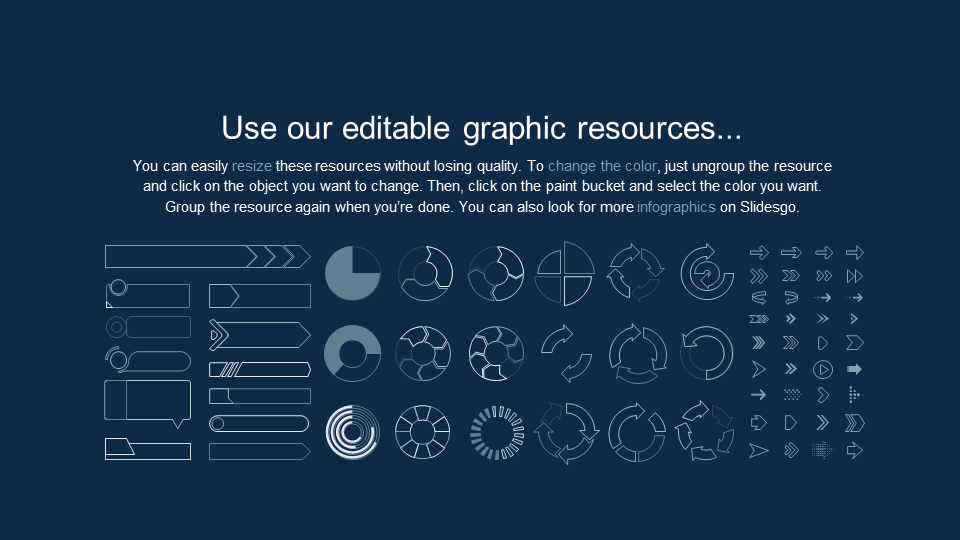 Use our editable graphic resources...
You can easily resize these resources without losing quality. To change the color, just ungroup the resource
and click on the object you want to change. Then, click on the paint bucket and select the color you want.
Group the resource again when you’re done. You can also look for more infographics on Slidesgo.